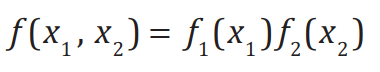 f(x₁, x₂) = f₁(x₁)f₂(x₂)